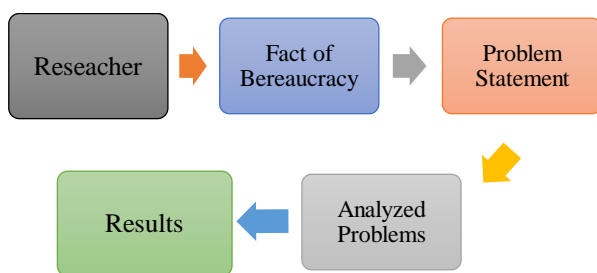 Reseacher
Fact of
Bereaucracy
Problem
Statement
Analyzed
Problems
Results